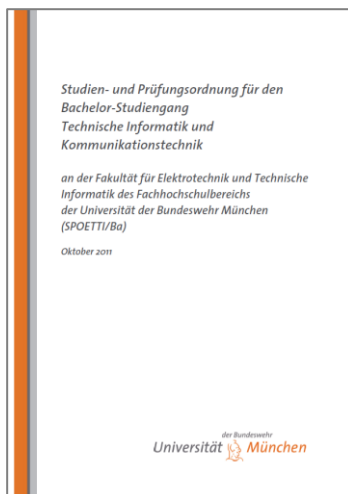 Studien- und Prüfungsordnung für den
Bachelor-Studiengang
Technische Informatik und
Kommunikationstechnik
an der Fakultät für Elektrotechnik und Technische
Informatik des Fachhochschulbereichs
der Universität der Bundeswehr München
(SPOETTI/Ba)
Oktober 2011
der Bundeswehr
Universität München